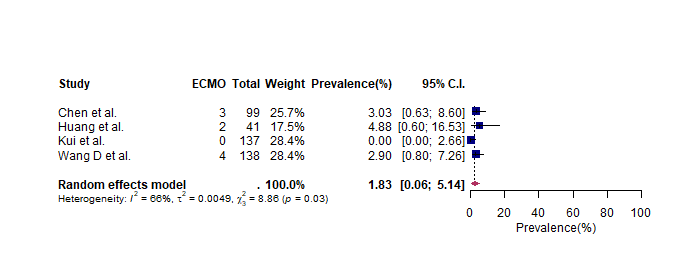 Study ECMO Total Weight Prevalence(%) 95% C.I.
Chen et al. 3 99 25.7% 3.03 [0.63; 8.60]
Huang et al. 2 41 17.5% 4.88 [0.60; 16.53]
Kui et al. 0 137 28.4% 0.00 [0.00; 2.66]
Wang D et al. 4 138 28.4% 2.90 [0.80; 7.26]
Random effects model . 100.0% 1.83 [0.06; 5.14]
Heterogeneity: I² = 66%, τ² = 0.0049, χ²₃ = 8.86 (p = 0.03)
0 20 40 60 80 100
Prevalence(%)